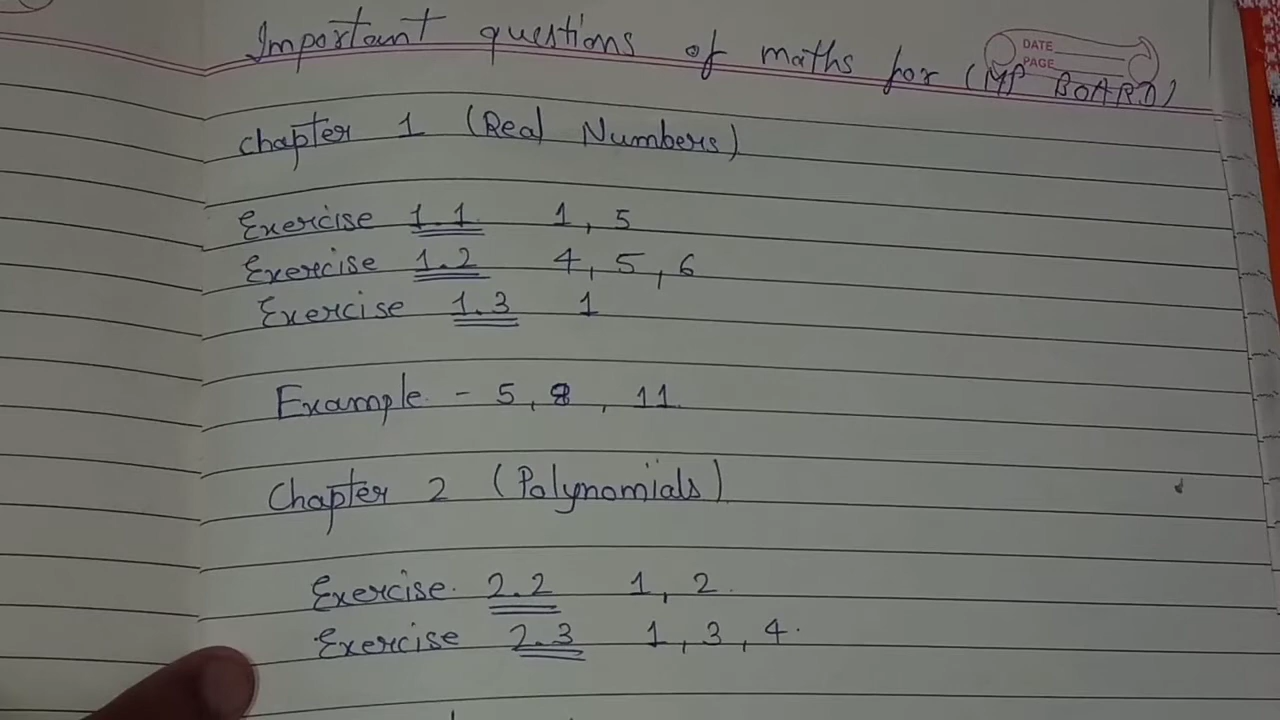 Important questions of maths for (MP BOARD)
DATE
PAGE
Chapter 1 (Real Numbers)
Exercise 1.1 1, 5
Exercise 1.2 4, 5, 6
Exercise 1.3 1
Example - 5, 8, 11
Chapter 2 (Polynomials)
Exercise. 2.2 1, 2.
Exercise 2.3 1, 3, 4.